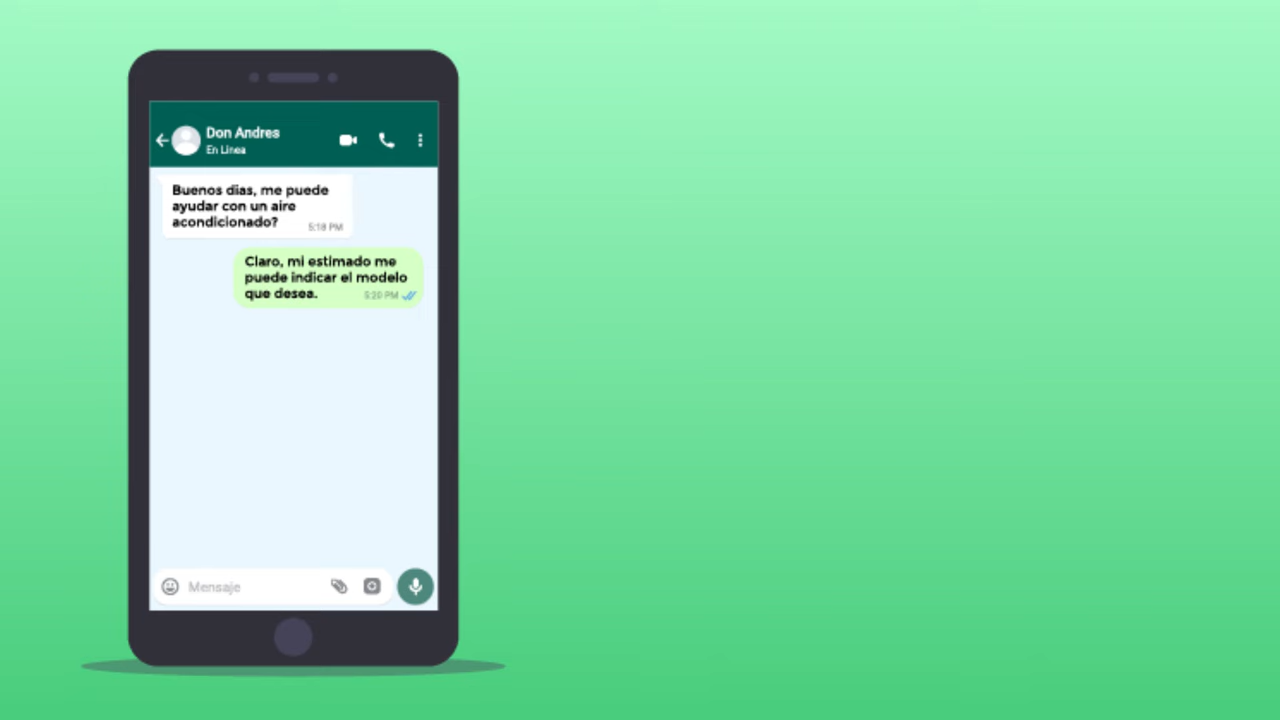 Don Andres
En Linea
Buenos dias, me puede
ayudar con un aire
acondicionado?
5:18 PM
Claro, mi estimado me
puede indicar el modelo
que desea.
5:20 PM
Mensaje